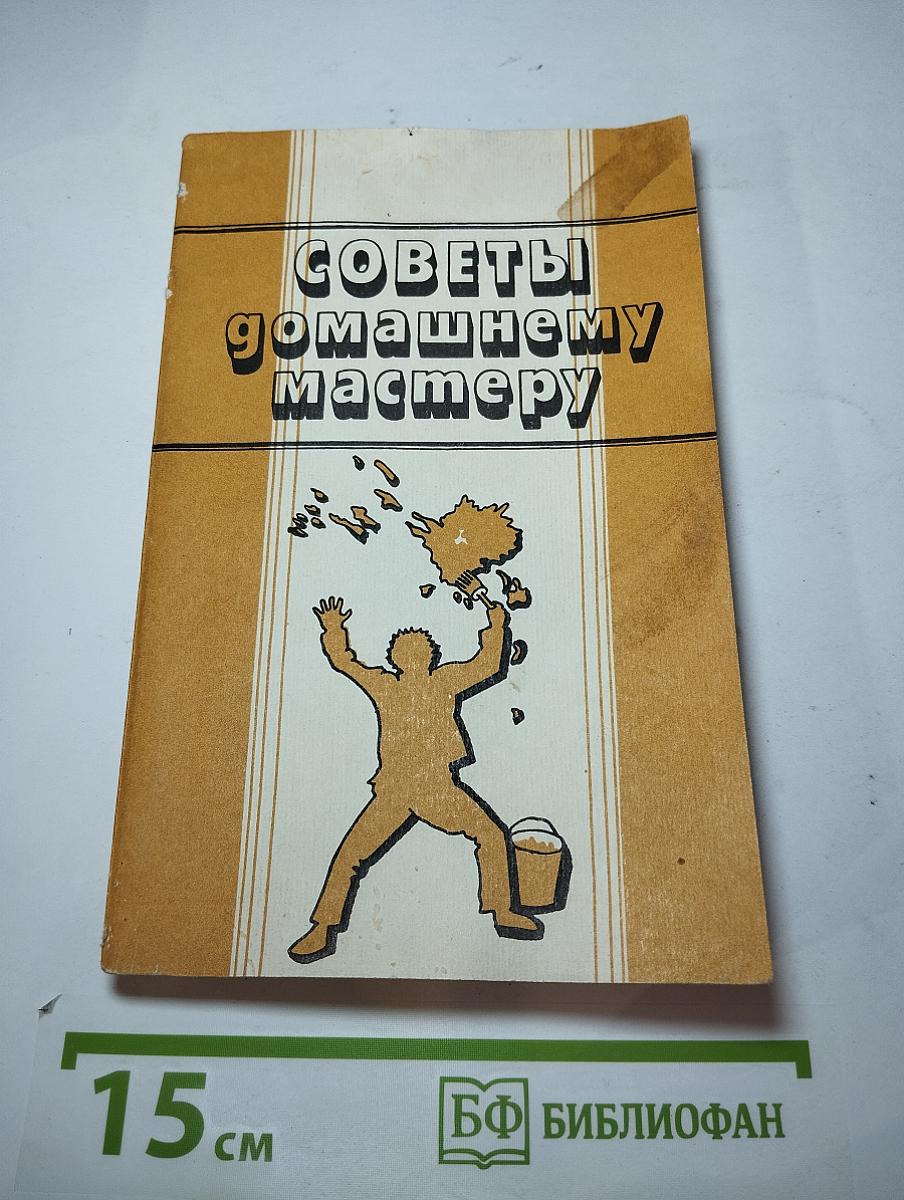 СОВЕТЫ
домашнему
мастеру
15 см
БФ БИБЛИОФАН